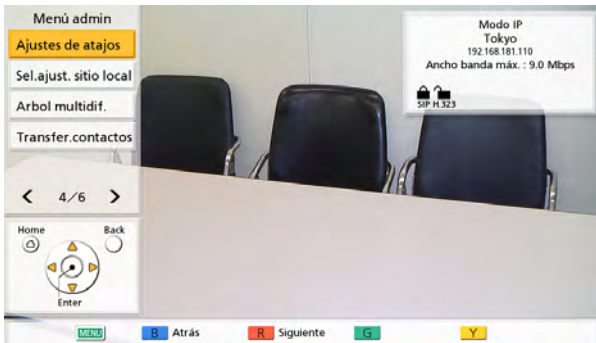 Menú admin
Ajustes de atajos
Sel.ajust. sitio local
Arbol multidif.
Transfer.contactos
4/6
Home
Back
Enter
Modo IP
Tokyo
192.168.181.110
Ancho banda máx. : 9.0 Mbps
SIP H.323
MENU
B Atrás
R Siguiente
G
Y